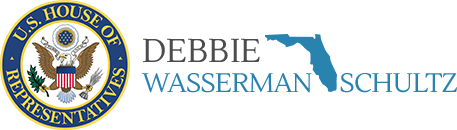 U.S. HOUSE OF
REPRESENTATIVES
DEBBIE
WASSERMAN SCHULTZ